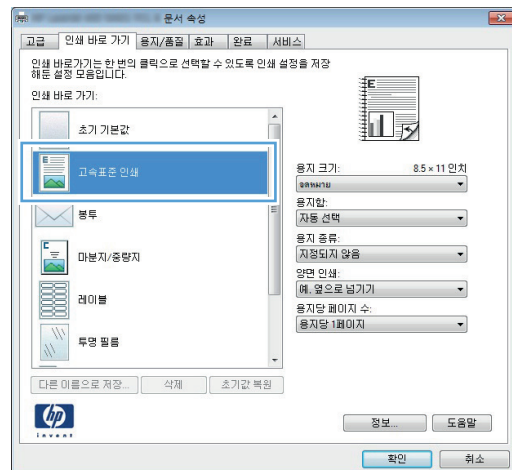 문서 속성
고급
인쇄 바로 가기
용지/품질
효과
완료
서비스
인쇄 바로가기는 한 번의 클릭으로 선택할 수 있도록 인쇄 설정을 저장
해둔 설정 모음입니다.
인쇄 바로 가기:
초기 기본값
고속표준 인쇄
봉투
마분지/중량지
레이블
투명 필름
E
E
C
용지 크기:
8.5 × 11 인치
จดหมาย
용지함:
자동 선택
용지 종류:
지정되지 않음
양면 인쇄:
예. 옆으로 넘기기
용지당 페이지 수:
용지당 1페이지
다른 이름으로 저장...
삭제
초기값 복원
hp
invent
정보...
도움말
확인
취소